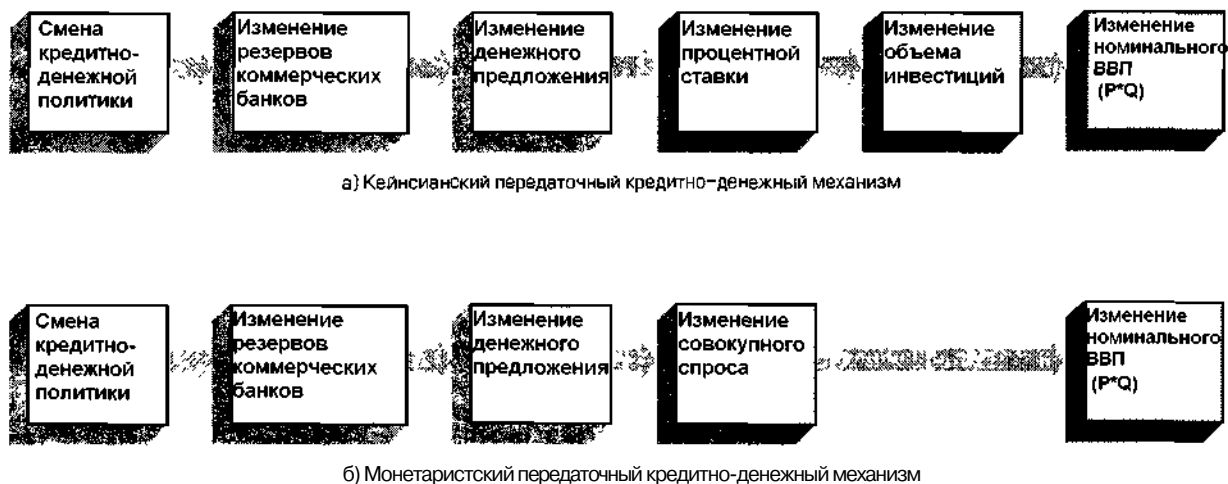 Смена
кредитно-
денежной
политики
Изменение
резервов
коммерческих
банков
Изменение
денежного
предложения
Изменение
процентной
ставки
Изменение
объема
инвестиций
Изменение
номинального
ВВП
(P*Q)
а) Кейнсианский передаточный кредитно-денежный механизм
Смена
кредитно-
денежной
политики
Изменение
резервов
коммерческих
банков
Изменение
денежного
предложения
Изменение
совокупного
спроса
Изменение
номинального
ВВП
(P*Q)
б) Монетаристский передаточный кредитно-денежный механизм